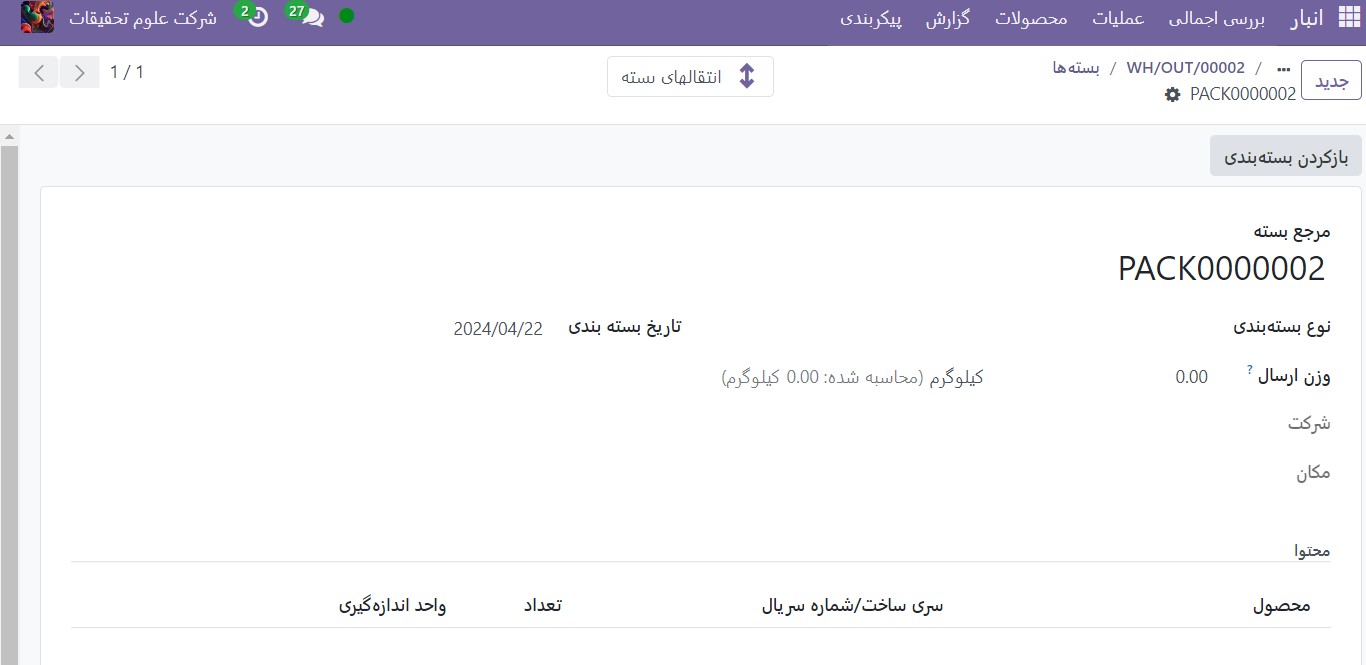 انبار بررسی اجمالی عملیات محصولات گزارش پیکربندی 27 2 شرکت علوم تحقیقات
جدید ... / WH/OUT/00002 / بسته‌ها
PACK0000002
انتقالهای بسته
1 / 1
بازکردن بسته‌بندی
مرجع بسته
PACK0000002
نوع بسته‌بندی
تاریخ بسته بندی 2024/04/22
وزن ارسال ? 0.00 کیلوگرم (محاسبه شده: 0.00 کیلوگرم)
شرکت
مکان
محتوا
محصول سری ساخت/شماره سریال تعداد واحد اندازه‌گیری